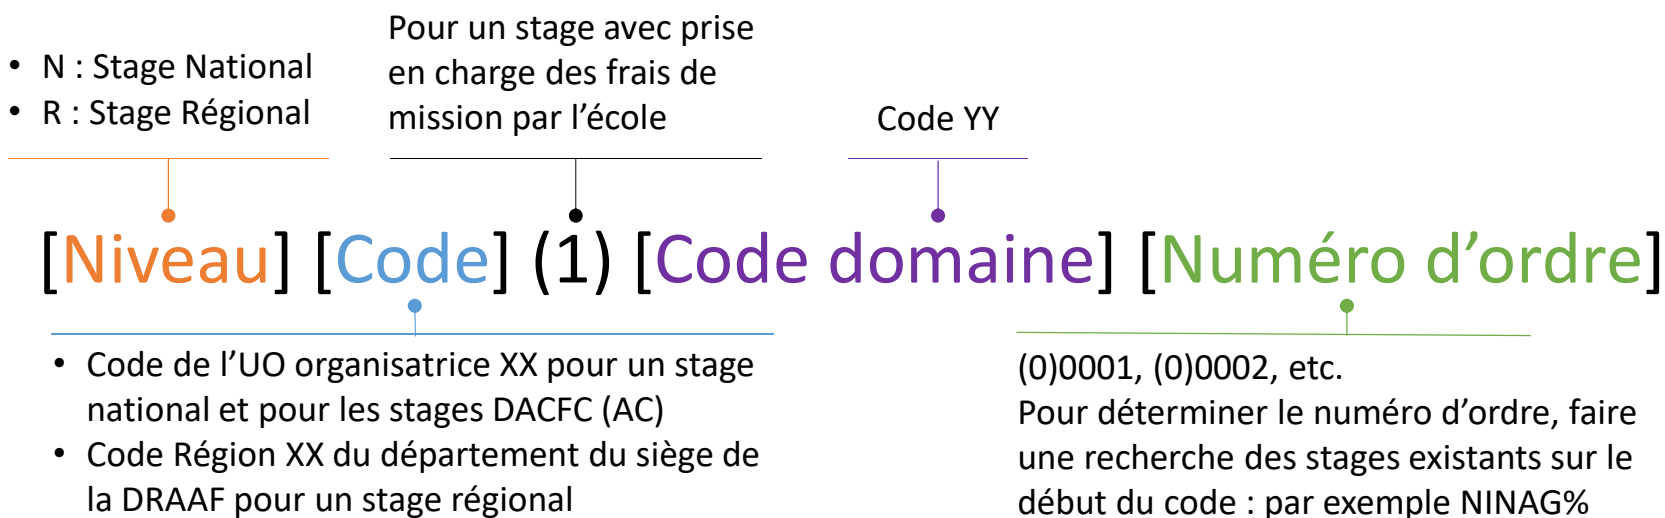 • N : Stage National
• R : Stage Régional
Pour un stage avec prise
en charge des frais de
mission par l’école
Code YY
[Niveau] [Code] (1) [Code domaine] [Numéro d’ordre]
• Code de l’UO organisatrice XX pour un stage
national et pour les stages DACFC (AC)
• Code Région XX du département du siège de
la DRAAF pour un stage régional
(0)0001, (0)0002, etc.
Pour déterminer le numéro d’ordre, faire
une recherche des stages existants sur le
début du code : par exemple NINAG%